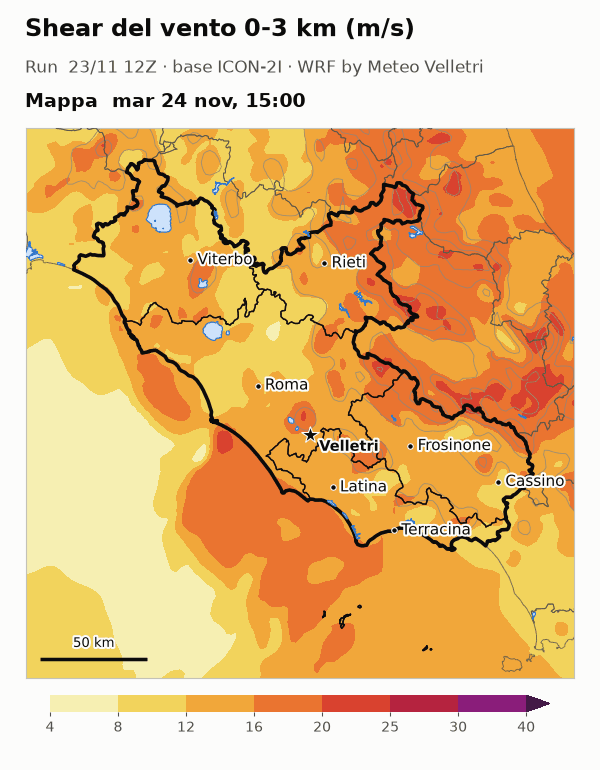 Shear del vento 0-3 km (m/s)
Run  23/11 12Z · base ICON-2I · WRF by Meteo Velletri
Mappa  mar 24 nov, 15:00
Viterbo
Rieti
Roma
Velletri
Frosinone
Cassino
Latina
Terracina
50 km
4 8 12 16 20 25 30 40